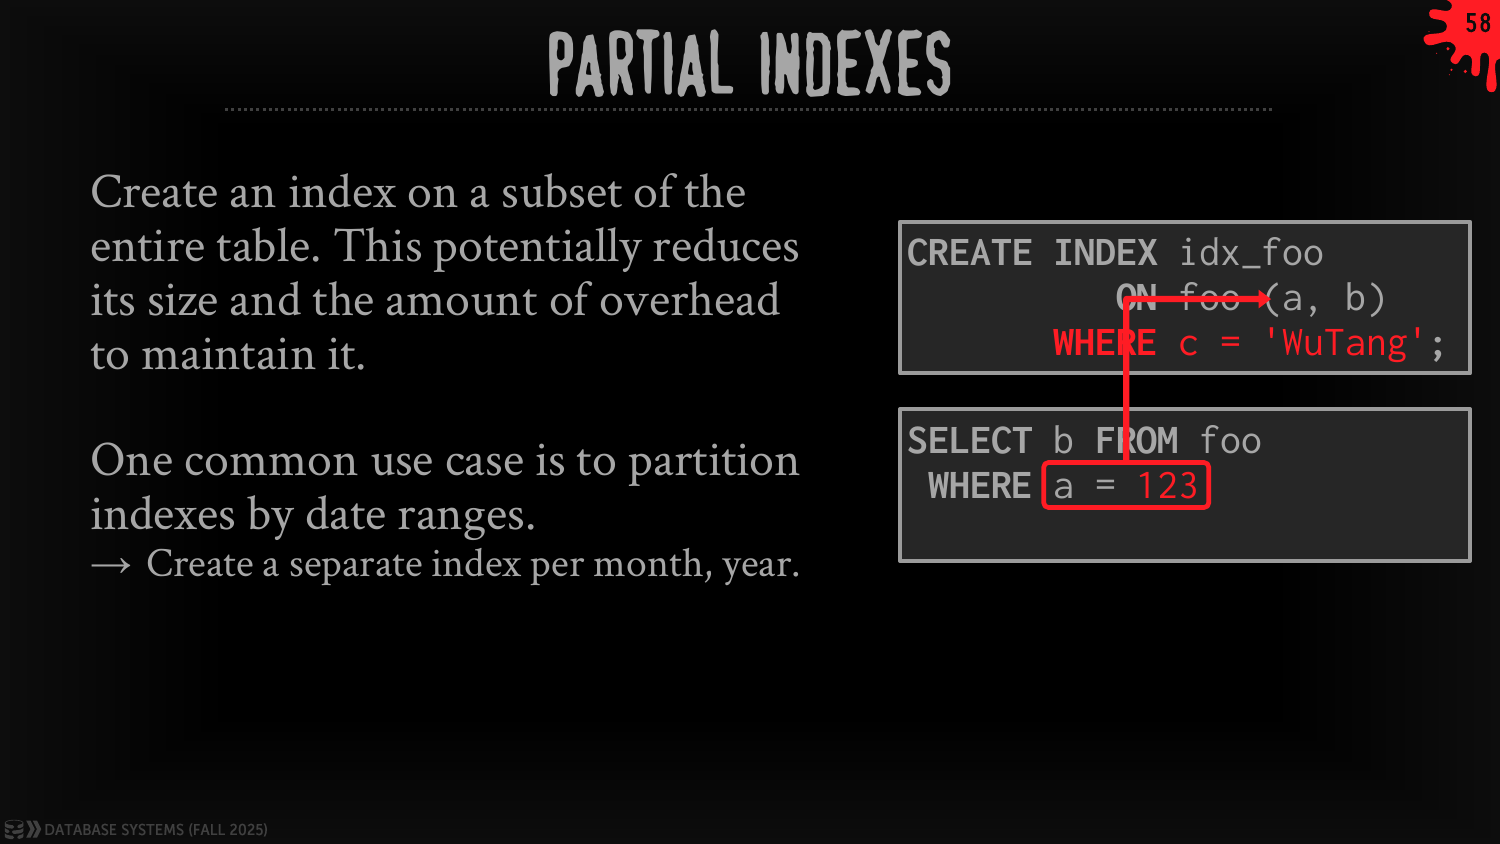 58
PARTIAL INDEXES
Create an index on a subset of the
entire table. This potentially reduces
its size and the amount of overhead
to maintain it.
One common use case is to partition
indexes by date ranges.
→ Create a separate index per month, year.
CREATE INDEX idx_foo
ON foo (a, b)
WHERE c = 'WuTang';
SELECT b FROM foo
WHERE a = 123
DATABASE SYSTEMS (FALL 2025)